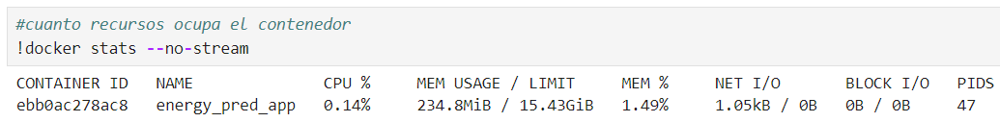 #cuanto recursos ocupa el contenedor
!docker stats --no-stream
CONTAINER ID   NAME              CPU %     MEM USAGE / LIMIT     MEM %     NET I/O       BLOCK I/O   PIDS
ebb0ac278ac8   energy_pred_app   0.14%     234.8MiB / 15.43GiB   1.49%     1.05kB / 0B   0B / 0B     47